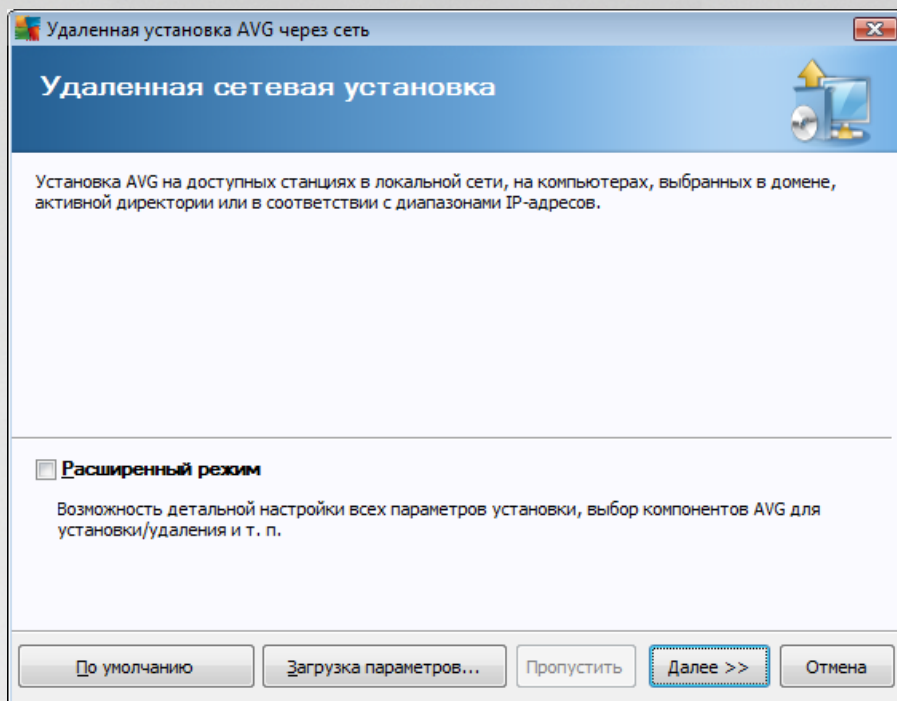 Удаленная установка AVG через сеть
Удаленная сетевая установка
Установка AVG на доступных станциях в локальной сети, на компьютерах, выбранных в домене,
активной директории или в соответствии с диапазонами IP-адресов.
Расширенный режим
Возможность детальной настройки всех параметров установки, выбор компонентов AVG для
установки/удаления и т. п.
По умолчанию
Загрузка параметров...
Пропустить
Далее >>
Отмена